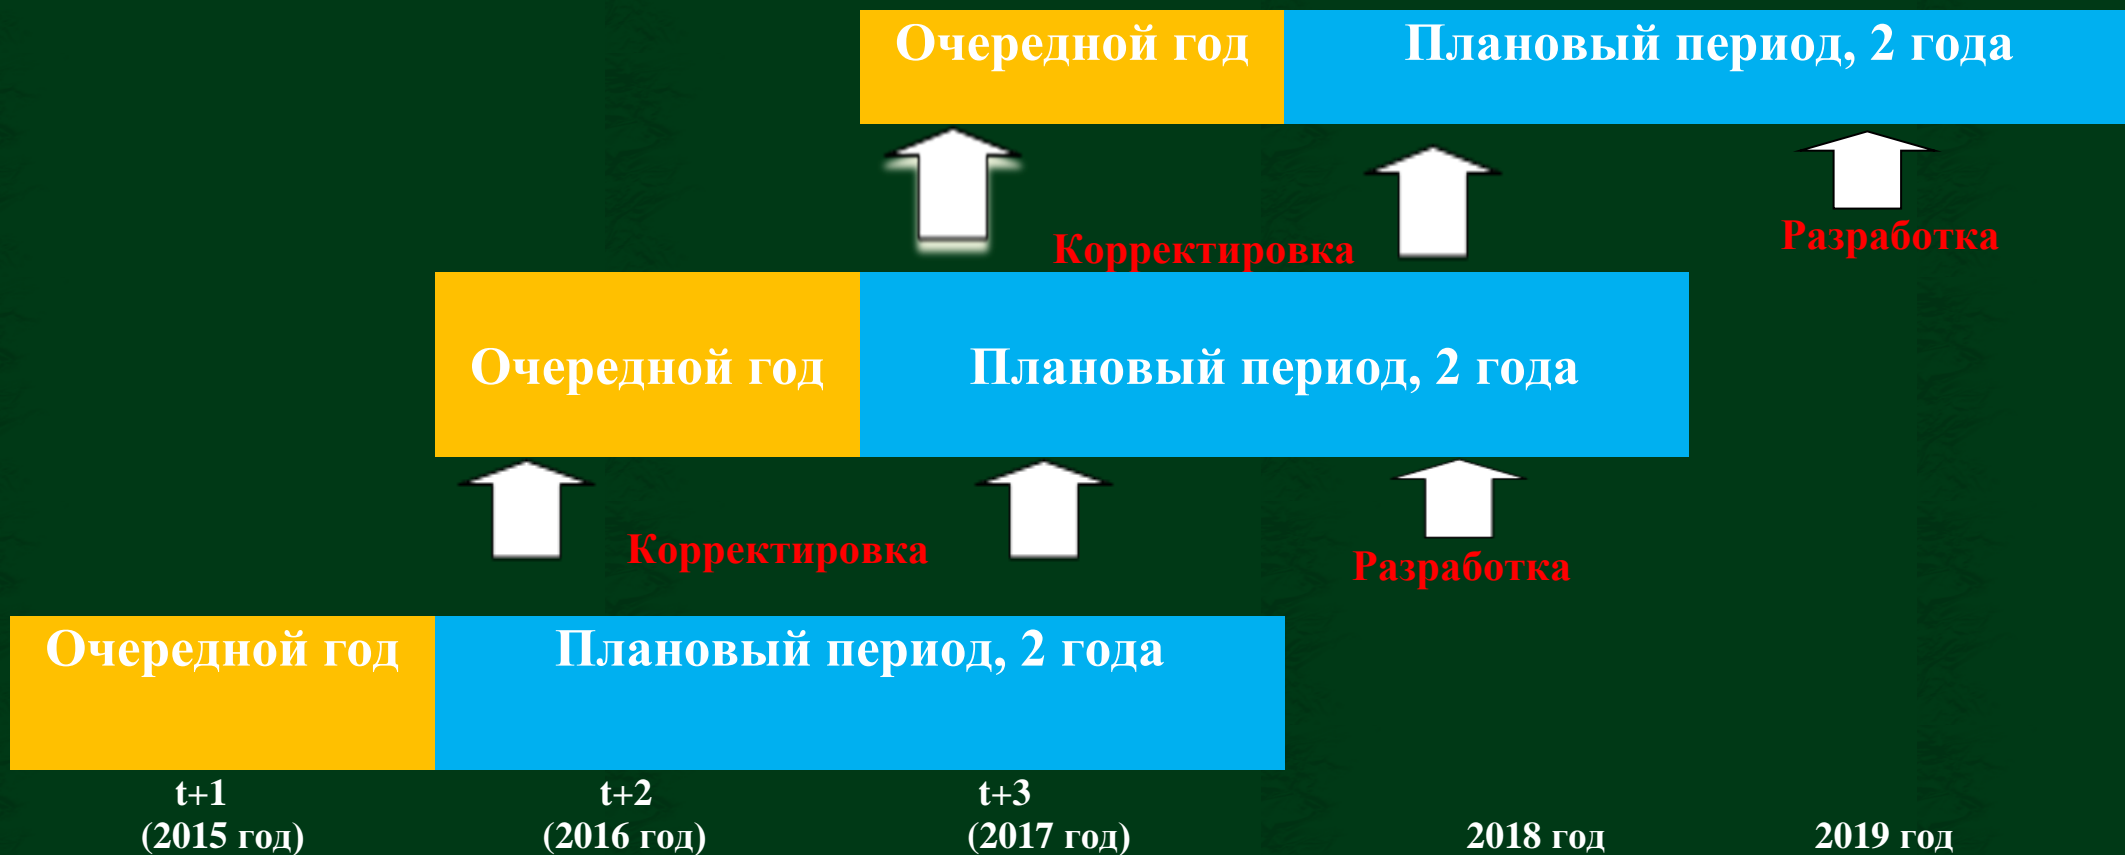 Очередной год
Плановый период, 2 года
Корректировка
Разработка
Очередной год
Плановый период, 2 года
Корректировка
Разработка
Очередной год
Плановый период, 2 года
t+1
(2015 год)
t+2
(2016 год)
t+3
(2017 год)
2018 год
2019 год